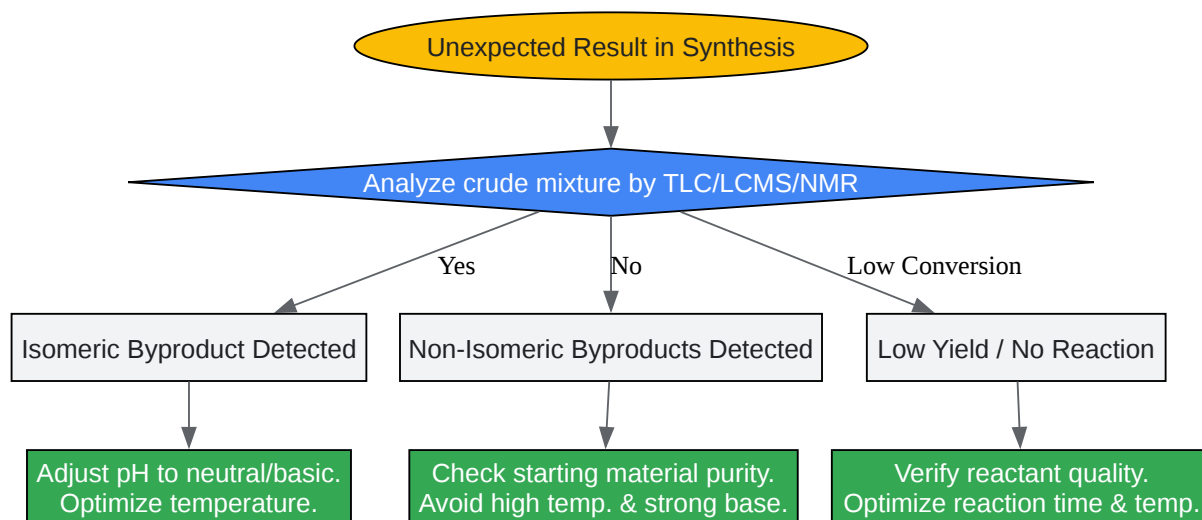 Unexpected Result in Synthesis
Analyze crude mixture by TLC/LCMS/NMR
Yes
No
Low Conversion
Isomeric Byproduct Detected
Non-Isomeric Byproducts Detected
Low Yield / No Reaction
Adjust pH to neutral/basic.
Optimize temperature.
Check starting material purity.
Avoid high temp. & strong base.
Verify reactant quality.
Optimize reaction time & temp.